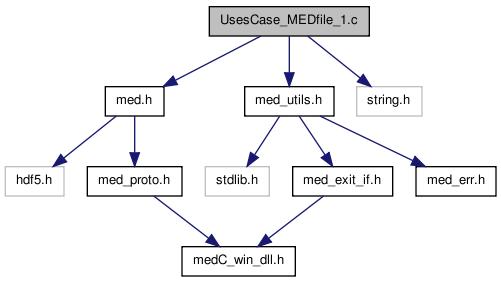 UsesCase_MEDfile_1.c
med.h
med_utils.h
string.h
hdf5.h
med_proto.h
stdlib.h
med_exit_if.h
med_err.h
medC_win_dll.h